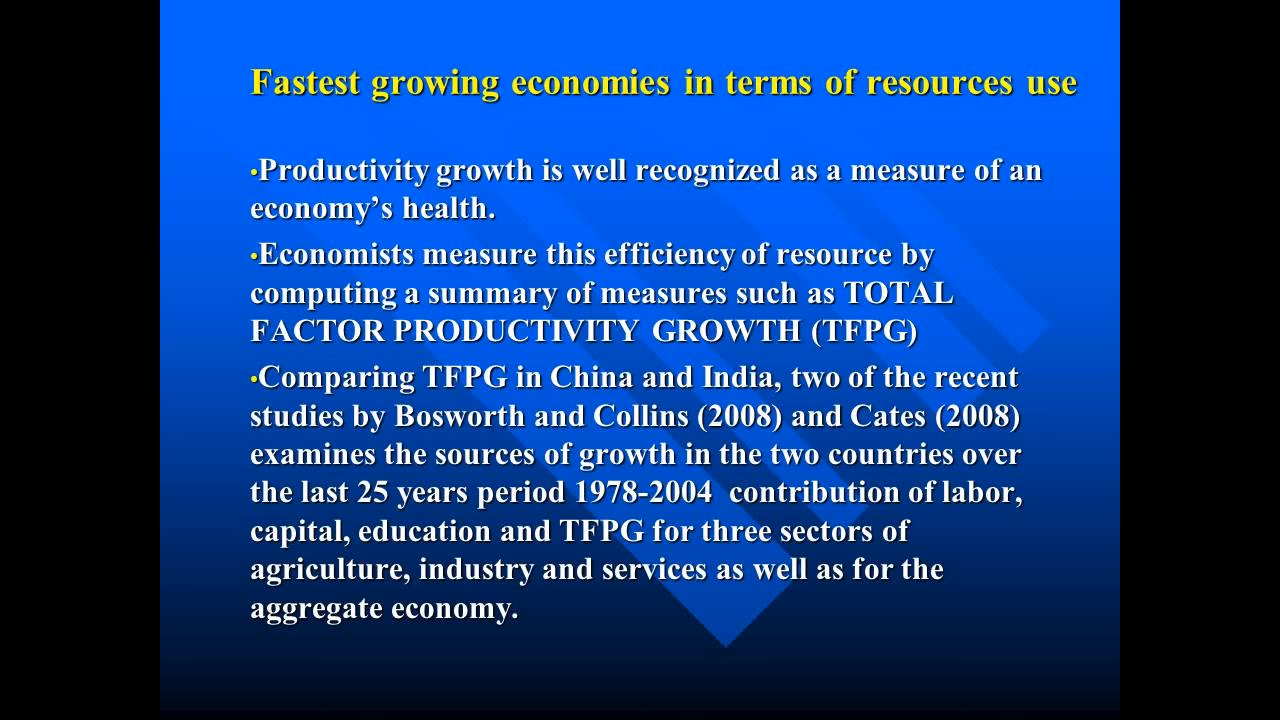 Fastest growing economies in terms of resources use
•Productivity growth is well recognized as a measure of an
economy’s health.
•Economists measure this efficiency of resource by
computing a summary of measures such as TOTAL
FACTOR PRODUCTIVITY GROWTH (TFPG)
•Comparing TFPG in China and India, two of the recent
studies by Bosworth and Collins (2008) and Cates (2008)
examines the sources of growth in the two countries over
the last 25 years period 1978-2004 contribution of labor,
capital, education and TFPG for three sectors of
agriculture, industry and services as well as for the
aggregate economy.